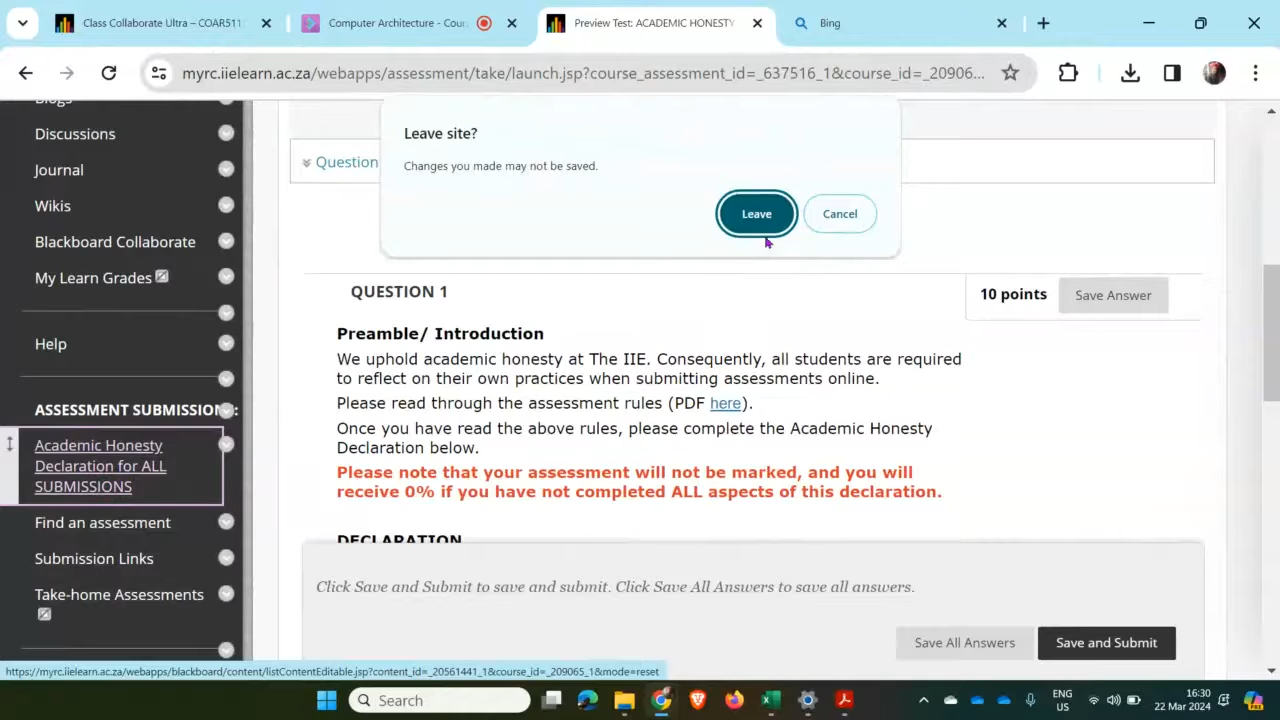 Class Collaborate Ultra – COAR511
Computer Architecture - Cour
Preview Test: ACADEMIC HONESTY
Bing
myrc.iielearn.ac.za/webapps/assessment/take/launch.jsp?course_assessment_id=_637516_1&course_id=_20906...
Blogs
Discussions
Journal
Wikis
Blackboard Collaborate
My Learn Grades
Help
ASSESSMENT SUBMISSION:
Academic Honesty
Declaration for ALL
SUBMISSIONS
Find an assessment
Submission Links
Take-home Assessments
Leave site?
Changes you made may not be saved.
Leave
Cancel
Question
QUESTION 1
10 points
Save Answer
Preamble/ Introduction
We uphold academic honesty at The IIE. Consequently, all students are required
to reflect on their own practices when submitting assessments online.
Please read through the assessment rules (PDF here).
Once you have read the above rules, please complete the Academic Honesty
Declaration below.
Please note that your assessment will not be marked, and you will
receive 0% if you have not completed ALL aspects of this declaration.
DECLARATION
Click Save and Submit to save and submit. Click Save All Answers to save all answers.
Save All Answers
Save and Submit
https://myrc.iielearn.ac.za/webapps/blackboard/content/listContentEditable.jsp?content_id=_20561441_1&course_id=_209065_1&mode=reset
Search
ENG
US
16:30
22 Mar 2024